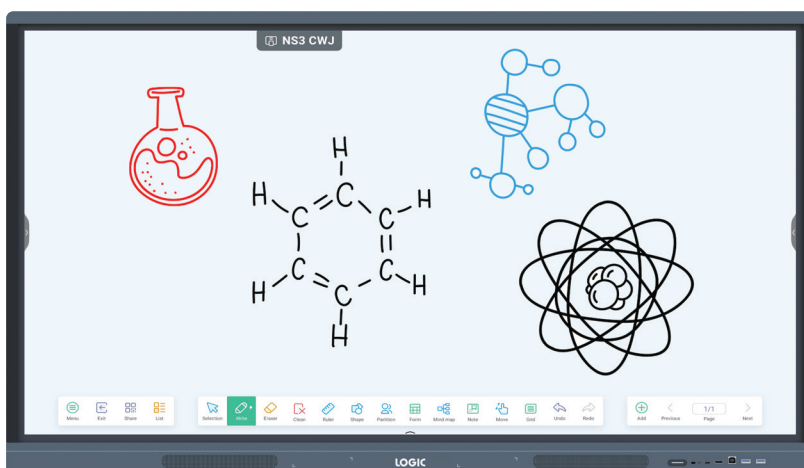 NS3 CWJ
H
H C C H
C
H C C H
C
H
Menu Exit Share List Selection Write Eraser Clean Ruler Shape Partition Form Mind map Note Move Grid Undo Redo Add Previous 1/1 Page Next
LOGIC